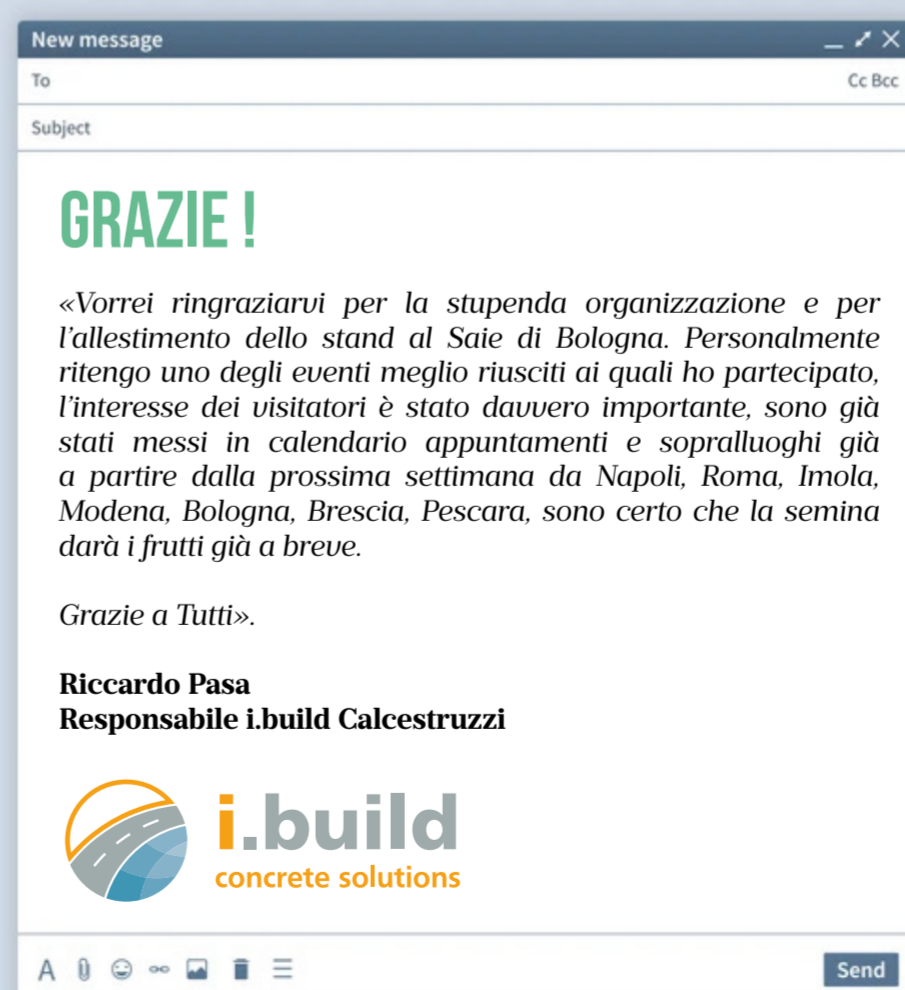 New message
To Cc Bcc
Subject
GRAZIE !
«Vorrei ringraziarvi per la stupenda organizzazione e per
l’allestimento dello stand al Saie di Bologna. Personalmente
ritengo uno degli eventi meglio riusciti ai quali ho partecipato,
l’interesse dei visitatori è stato davvero importante, sono già
stati messi in calendario appuntamenti e sopralluoghi già
a partire dalla prossima settimana da Napoli, Roma, Imola,
Modena, Bologna, Brescia, Pescara, sono certo che la semina
darà i frutti già a breve.
Grazie a Tutti».
Riccardo Pasa
Responsabile i.build Calcestruzzi
i.build
concrete solutions
A
Send